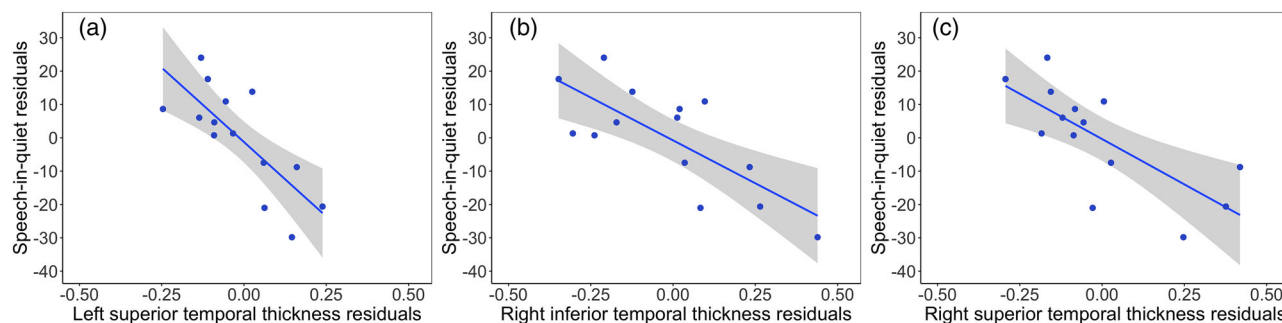 (a)
Speech-in-quiet residuals
30
20
10
0
-10
-20
-30
-40
-0.50 -0.25 0.00 0.25 0.50
Left superior temporal thickness residuals
(b)
Speech-in-quiet residuals
30
20
10
0
-10
-20
-30
-40
-0.50 -0.25 0.00 0.25 0.50
Right inferior temporal thickness residuals
(c)
Speech-in-quiet residuals
30
20
10
0
-10
-20
-30
-40
-0.50 -0.25 0.00 0.25 0.50
Right superior temporal thickness residuals